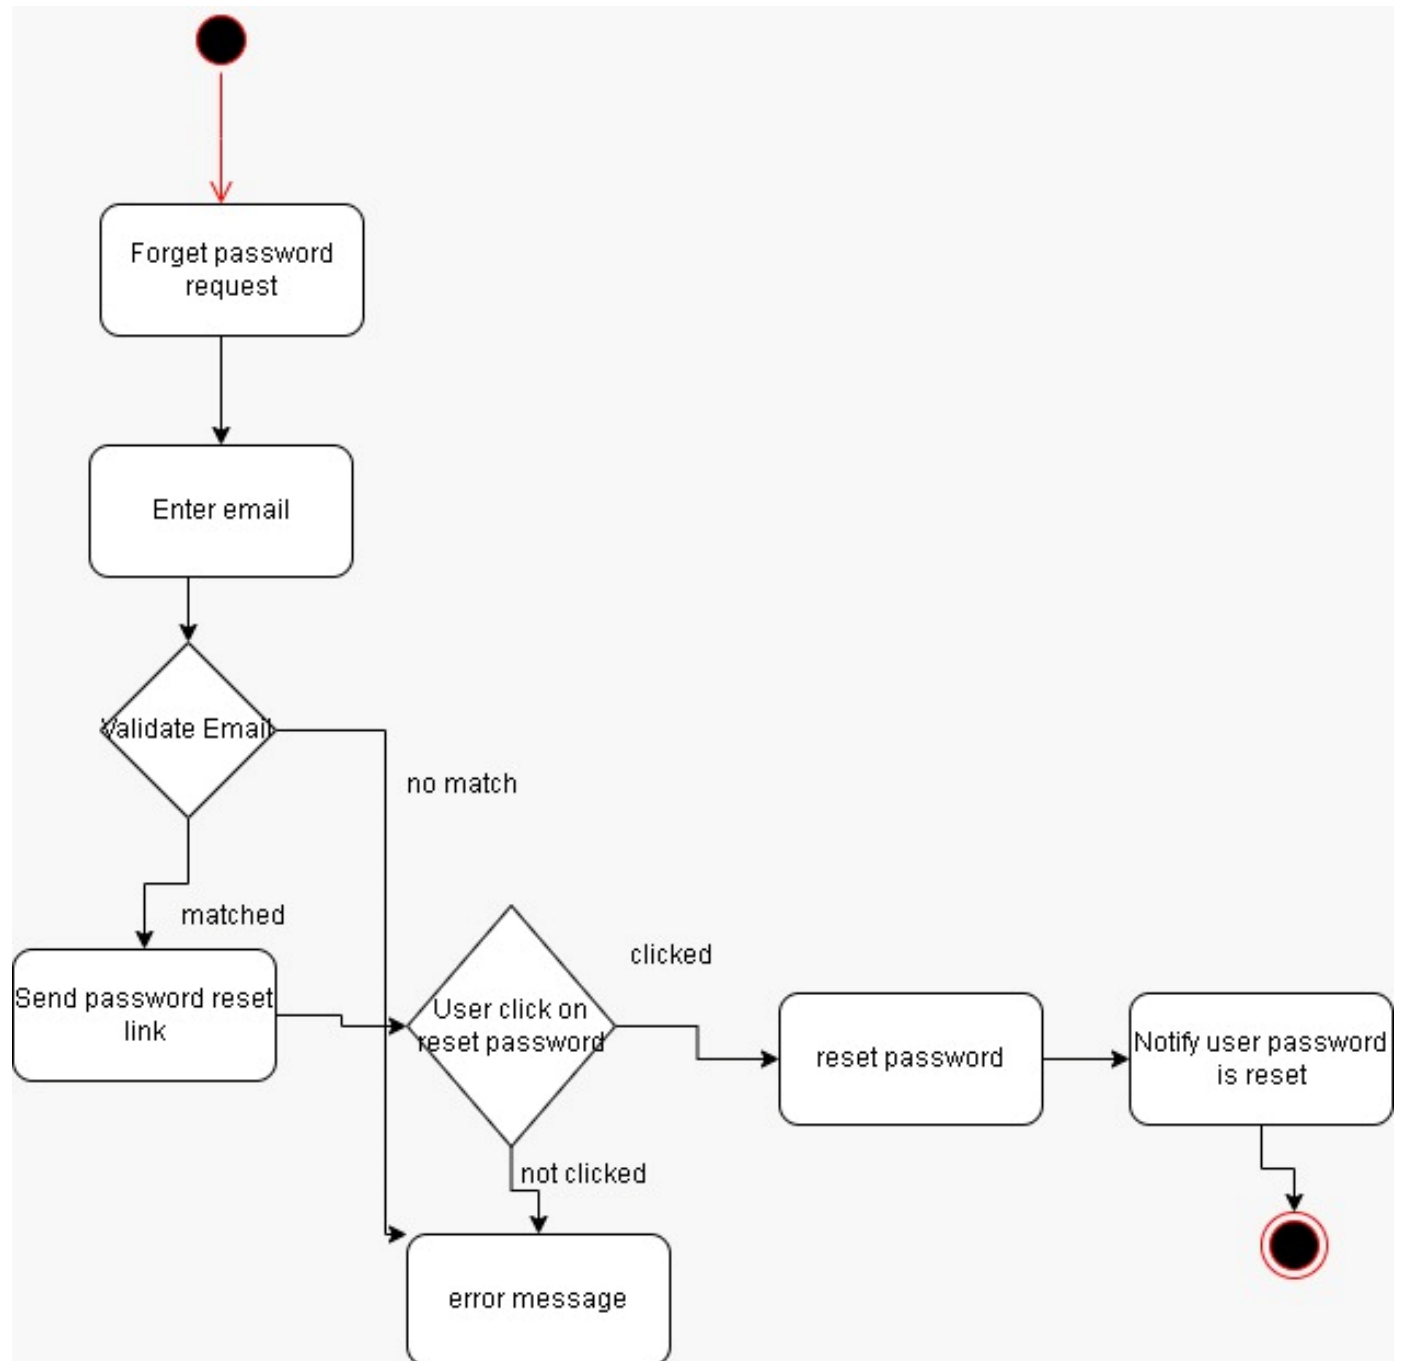 Forget password
request
Enter email
Validate Email
no match
matched
Send password reset
link
User click on
reset password
clicked
not clicked
reset password
Notify user password
is reset
error message